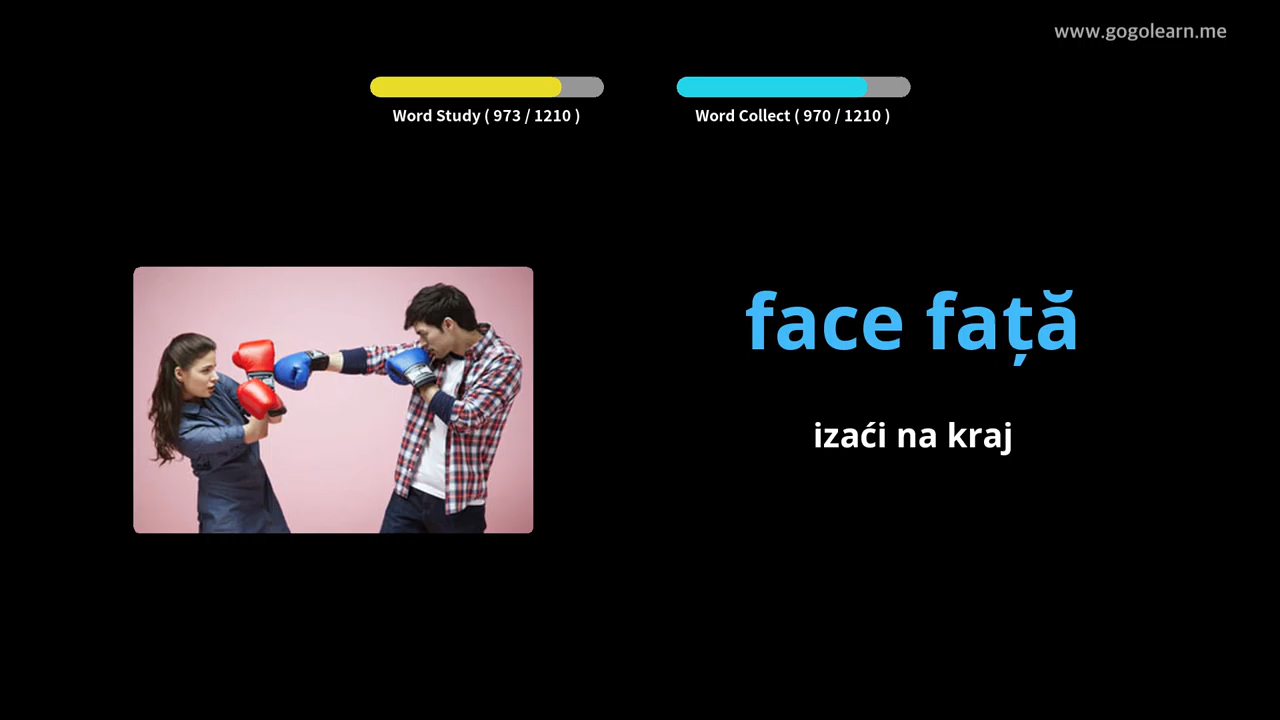 www.gogolearn.me
Word Study ( 973 / 1210 )
Word Collect ( 970 / 1210 )
face față
izaći na kraj